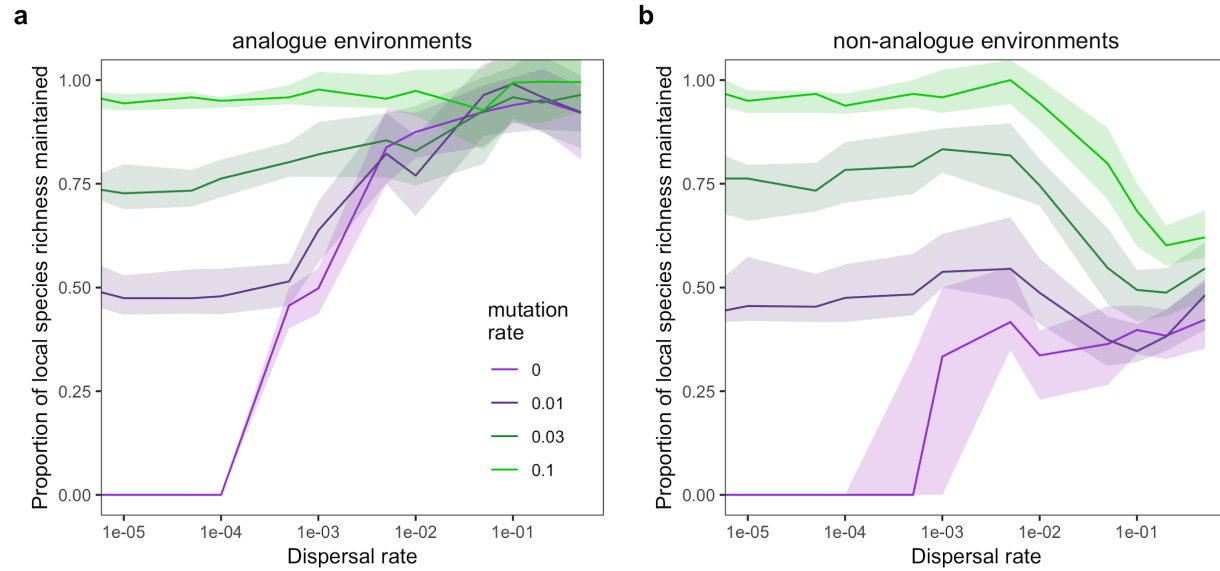 a
analogue environments
Proportion of local species richness maintained
1.00
0.75
0.50
0.25
0.00
1e-05
1e-04
1e-03
1e-02
1e-01
Dispersal rate
mutation
rate
0
0.01
0.03
0.1
b
non-analogue environments
Proportion of local species richness maintained
1.00
0.75
0.50
0.25
0.00
1e-05
1e-04
1e-03
1e-02
1e-01
Dispersal rate